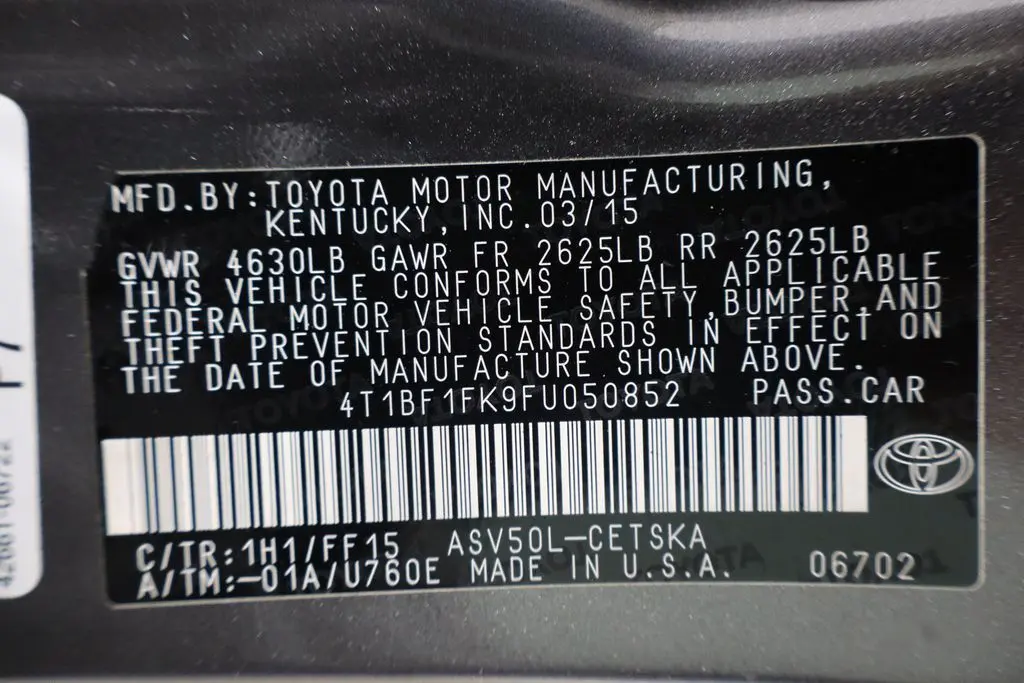 MFD.BY:TOYOTA MOTOR MANUFACTURING,
KENTUCKY,INC.03/15
GVWR 4630LB GAWR FR 2625LB RR 2625LB
THIS VEHICLE CONFORMS TO ALL APPLICABLE
FEDERAL MOTOR VEHICLE SAFETY,BUMPER,AND
THEFT PREVENTION STANDARDS IN EFFECT ON
THE DATE OF MANUFACTURE SHOWN ABOVE.
4T1BF1FK9FU050852 PASS.CAR
C/TR:1H1/FF15 ASV50L-CETSKA
A/TM:-01A/U760E MADE IN U.S.A. 06702